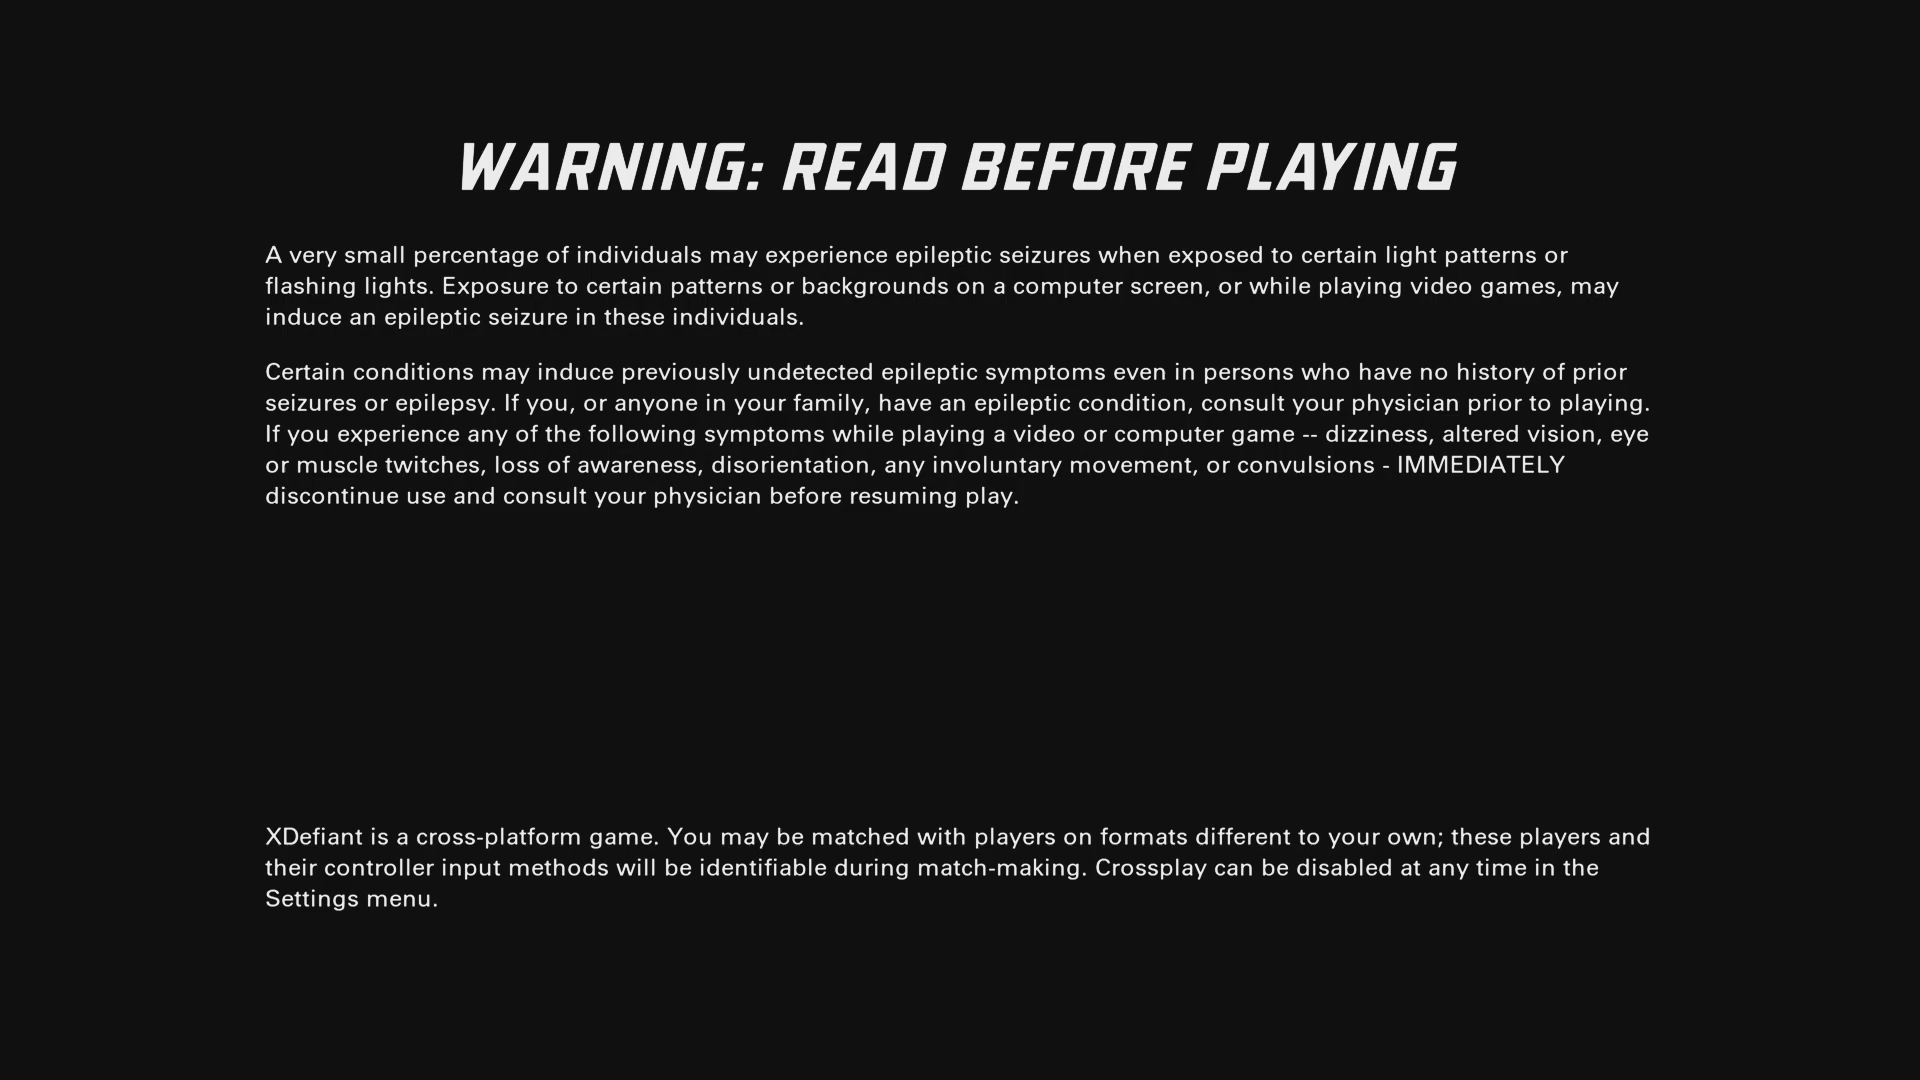 WARNING: READ BEFORE PLAYING
A very small percentage of individuals may experience epileptic seizures when exposed to certain light patterns or
flashing lights. Exposure to certain patterns or backgrounds on a computer screen, or while playing video games, may
induce an epileptic seizure in these individuals.
Certain conditions may induce previously undetected epileptic symptoms even in persons who have no history of prior
seizures or epilepsy. If you, or anyone in your family, have an epileptic condition, consult your physician prior to playing.
If you experience any of the following symptoms while playing a video or computer game -- dizziness, altered vision, eye
or muscle twitches, loss of awareness, disorientation, any involuntary movement, or convulsions - IMMEDIATELY
discontinue use and consult your physician before resuming play.
XDefiant is a cross-platform game. You may be matched with players on formats different to your own; these players and
their controller input methods will be identifiable during match-making. Crossplay can be disabled at any time in the
Settings menu.